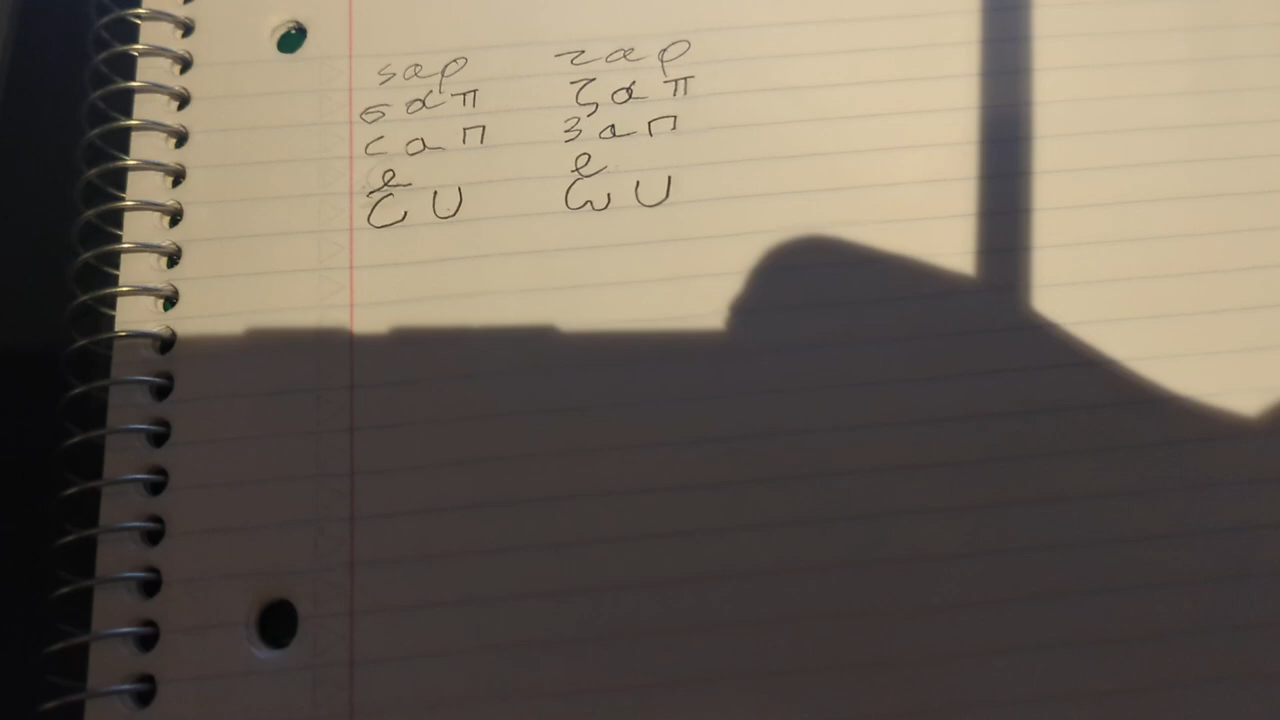 sap zap
σαπ ζαπ
сап зап